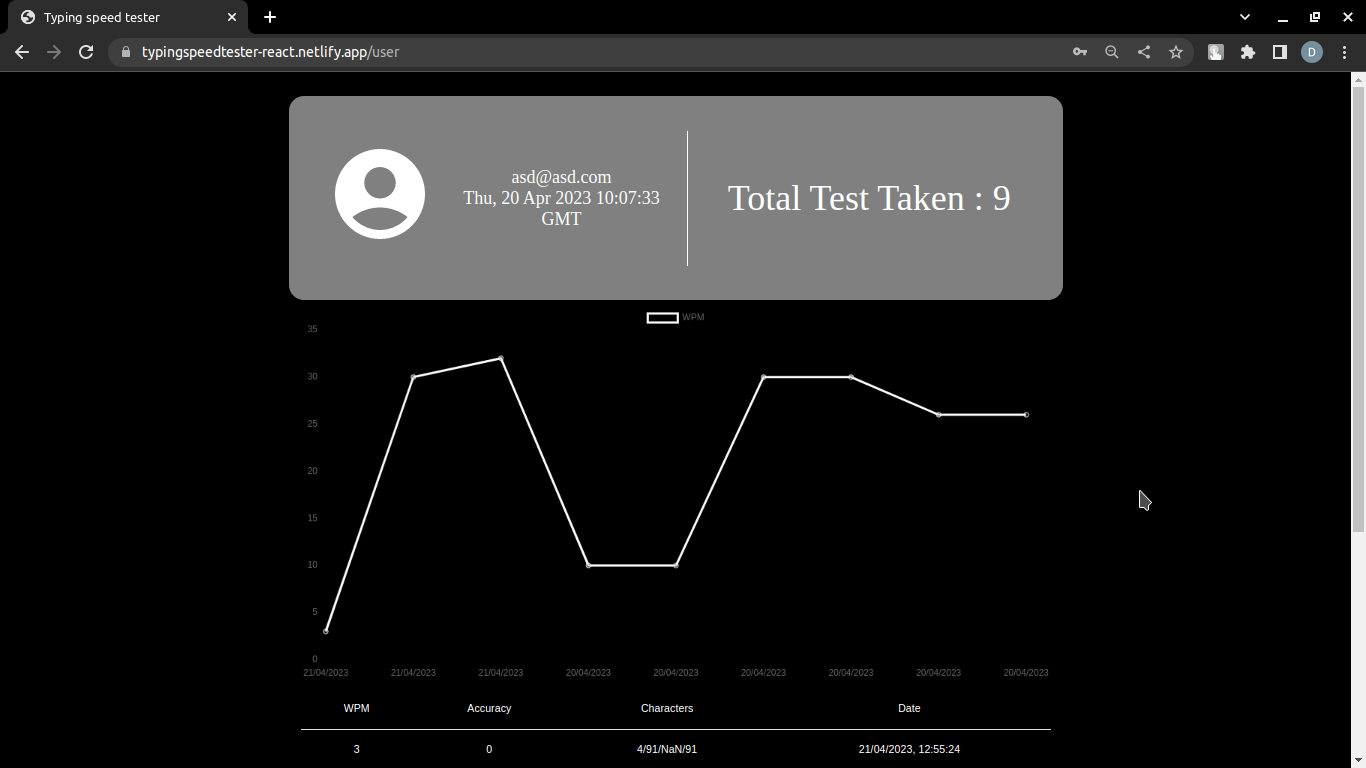 Typing speed tester
typingspeedtester-react.netlify.app/user
D
asd@asd.com
Thu, 20 Apr 2023 10:07:33
GMT
Total Test Taken : 9
WPM
35
30
25
20
15
10
5
0
21/04/2023 21/04/2023 21/04/2023 20/04/2023 20/04/2023 20/04/2023 20/04/2023 20/04/2023 20/04/2023
WPM Accuracy Characters Date
3 0 4/91/NaN/91 21/04/2023, 12:55:24